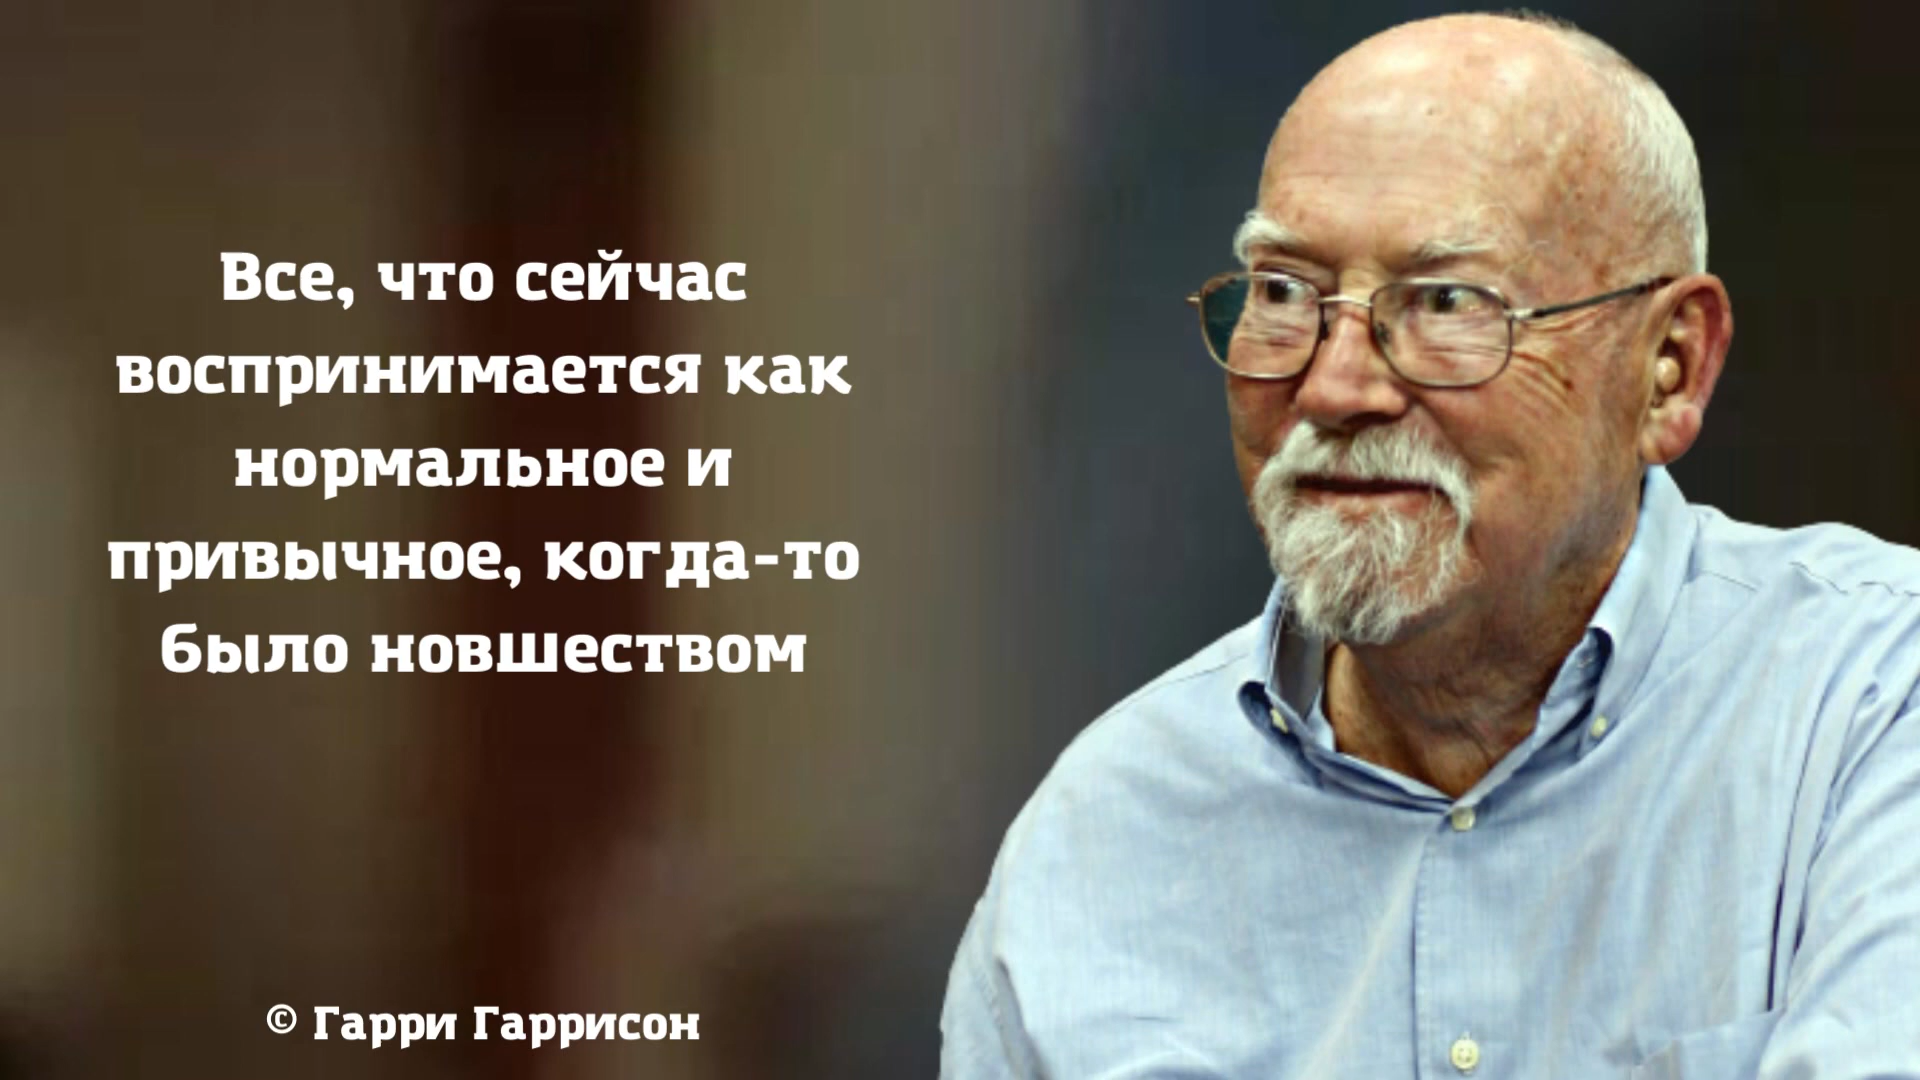 Все, что сейчас
воспринимается как
нормальное и
привычное, когда-то
было новшеством
© Гарри Гаррисон